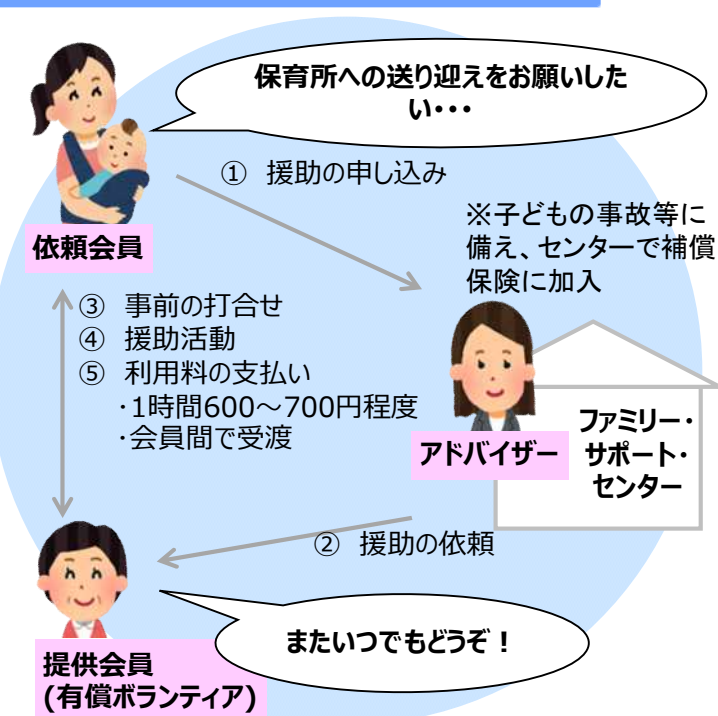 保育所への送り迎えをお願いした
い・・・
① 援助の申し込み
※子どもの事故等に
備え、センターで補償
保険に加入
依頼会員
③ 事前の打合せ
④ 援助活動
⑤ 利用料の支払い
・1時間600～700円程度
・会員間で受渡
アドバイザー
ファミリー・
サポート・
センター
② 援助の依頼
またいつでもどうぞ！
提供会員
(有償ボランティア)